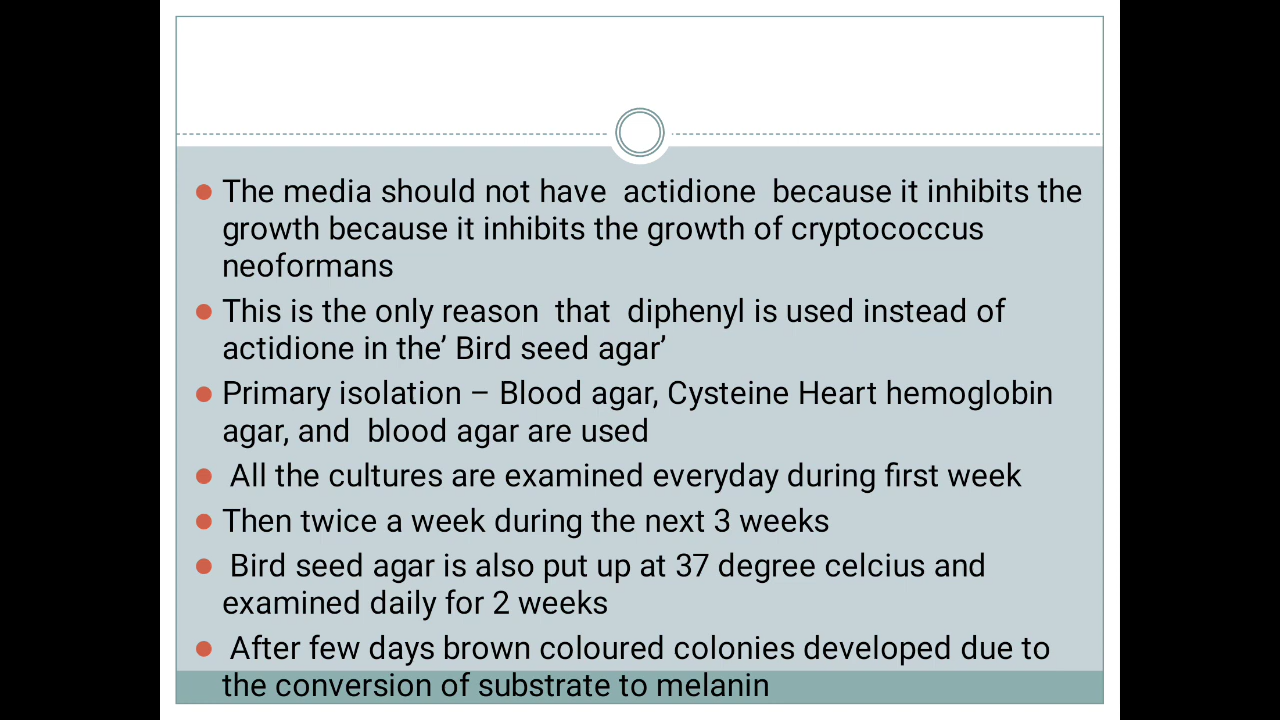 The media should not have  actidione  because it inhibits the
growth because it inhibits the growth of cryptococcus
neoformans
This is the only reason  that  diphenyl is used instead of
actidione in the’ Bird seed agar’
Primary isolation – Blood agar, Cysteine Heart hemoglobin
agar, and  blood agar are used
All the cultures are examined everyday during first week
Then twice a week during the next 3 weeks
Bird seed agar is also put up at 37 degree celcius and
examined daily for 2 weeks
After few days brown coloured colonies developed due to
the conversion of substrate to melanin